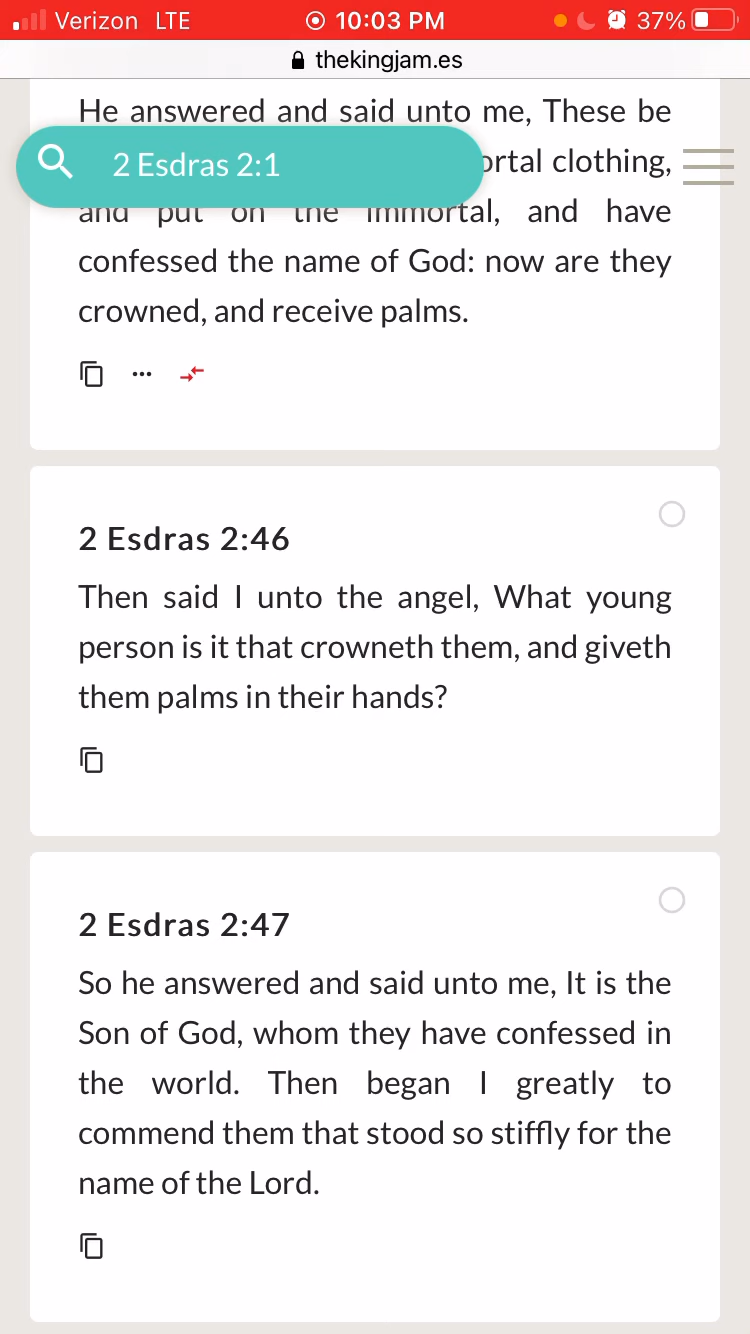 Verizon LTE 10:03 PM 37%
thekingjam.es
He answered and said unto me, These be
2 Esdras 2:1
clothing,
and put on the immortal, and have
confessed the name of God: now are they
crowned, and receive palms.
2 Esdras 2:46
Then said I unto the angel, What young
person is it that crowneth them, and giveth
them palms in their hands?
2 Esdras 2:47
So he answered and said unto me, It is the
Son of God, whom they have confessed in
the world. Then began I greatly to
commend them that stood so stiffly for the
name of the Lord.